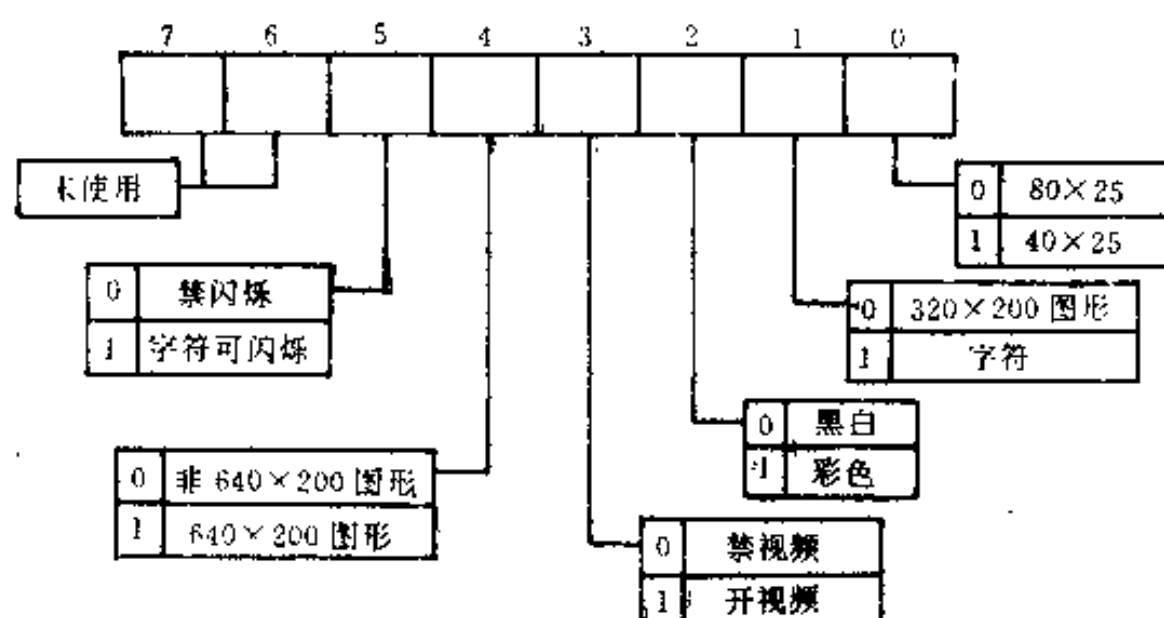 7 6 5 4 3 2 1 0
未使用
0 80×25
1 40×25
0 禁闪烁
1 字符可闪烁
0 320×200 图形
1 字符
0 黑白
1 彩色
0 非 640×200 图形
1 640×200 图形
0 禁视频
1 开视频